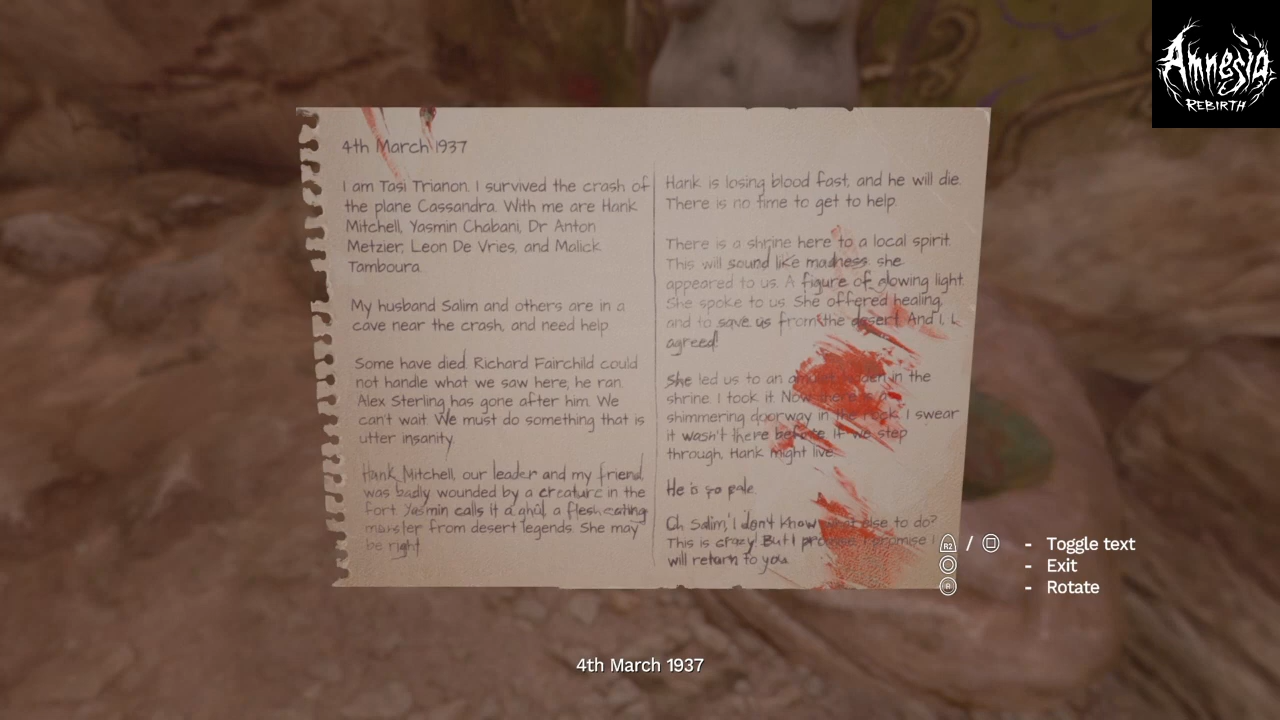 Amnesia
REBIRTH
4th March 1937
I am Tasi Trianon. I survived the crash of
the plane Cassandra. With me are Hank
Mitchell, Yasmin Chabani, Dr Anton
Metzier, Leon De Vries, and Malick
Tamboura.
My husband Salim and others are in a
cave near the crash, and need help.
Some have died. Richard Fairchild could
not handle what we saw here, he ran.
Alex Sterling has gone after him. We
can't wait. We must do something that is
utter insanity.
Hank Mitchell, our leader and my friend,
was badly wounded by a creature in the
fort. Yasmin calls it a ghūl, a flesh-eating
monster from desert legends. She may
be right.
Hank is losing blood fast, and he will die.
There is no time to get to help.
There is a shrine here to a local spirit.
This will sound like madness. she
appeared to us. A figure of glowing light.
She spoke to us. She offered healing,
and to save us from the desert. And I, I,
agreed!
She led us to an in the
shrine. I took it. Now there
shimmering doorway in the rock. I swear
it wasn't there before. If we step
through, Hank might live.
He is so pale.
Oh Salim, I don't know what else to do?
This is crazy. But I promise, I promise I
will return to you.
R2 / □ - Toggle text
- Exit
R - Rotate
4th March 1937